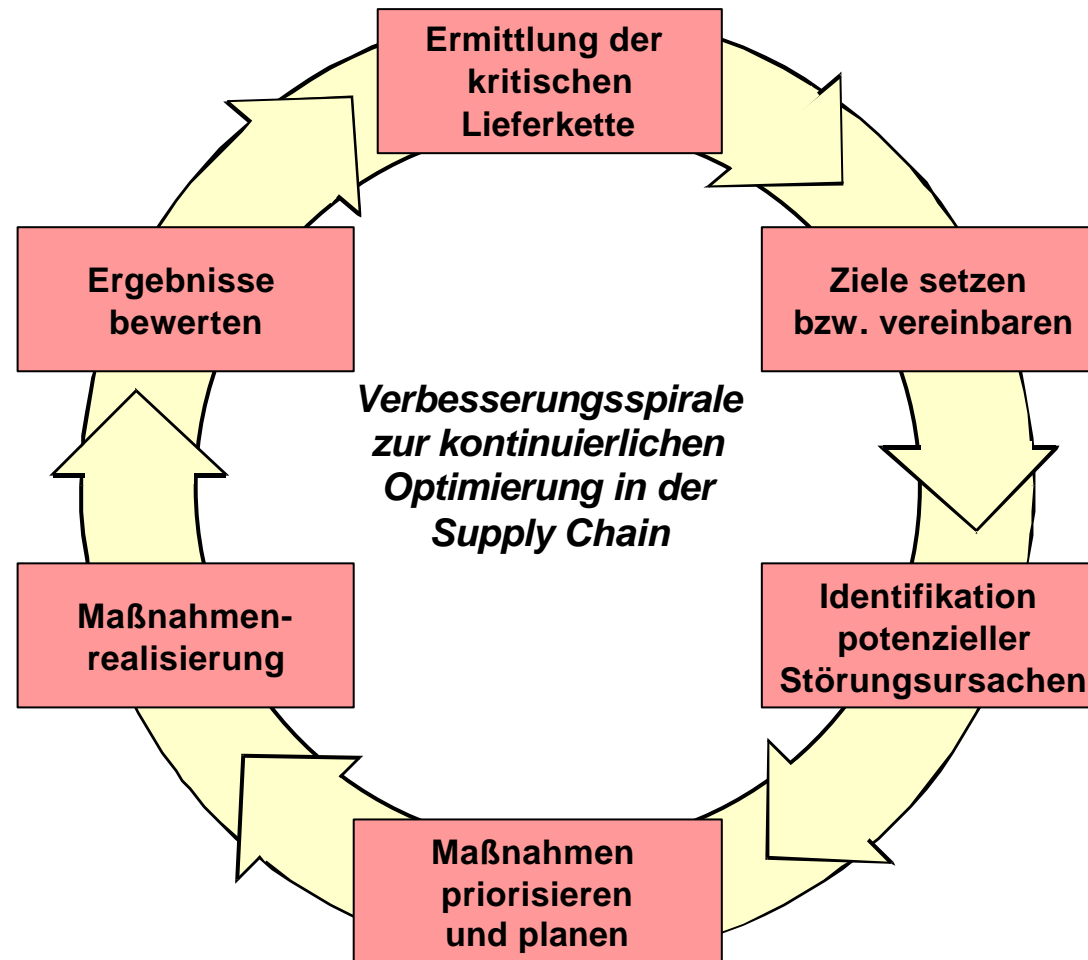 Ermittlung der
kritischen
Lieferkette
Ziele setzen
bzw. vereinbaren
Identifikation
potenzieller
Störungsursachen
Maßnahmen
priorisieren
und planen
Maßnahmen-
realisierung
Ergebnisse
bewerten
Verbesserungsspirale
zur kontinuierlichen
Optimierung in der
Supply Chain